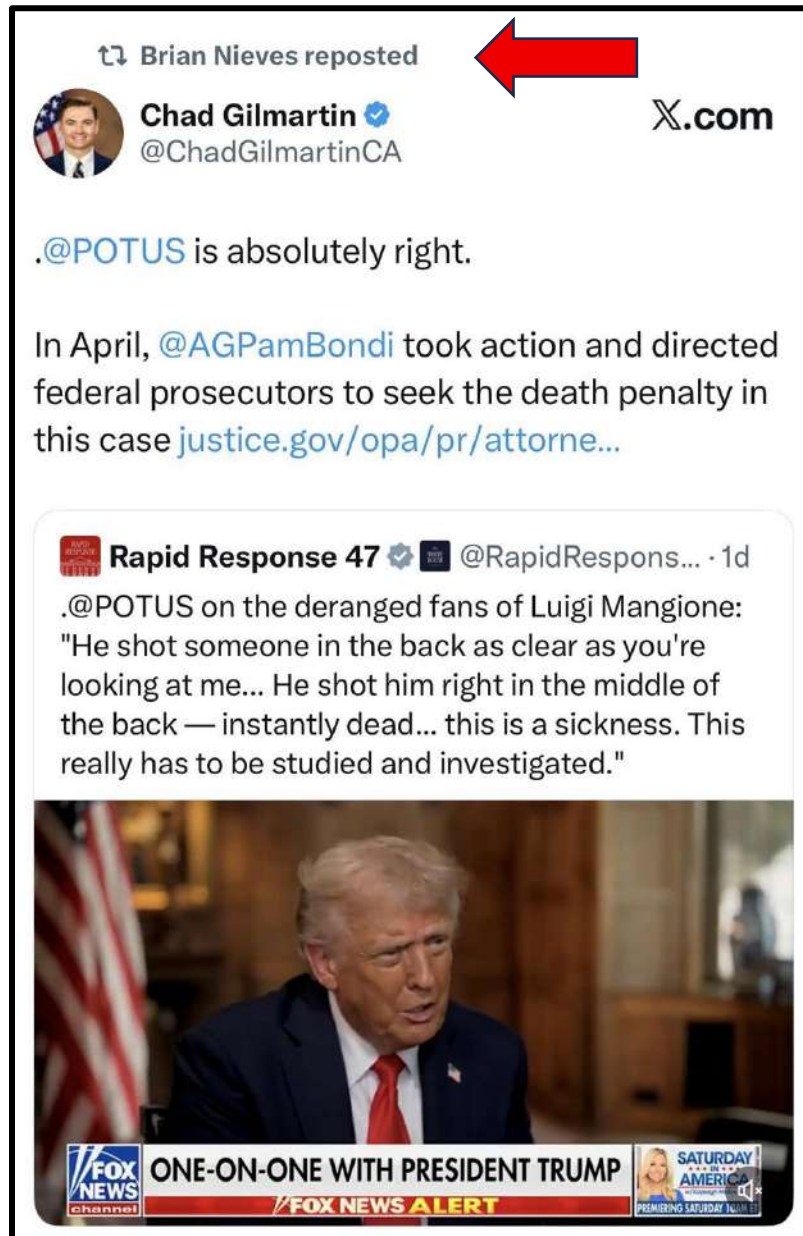 Brian Nieves reposted
Chad Gilmartin
X.com
@ChadGilmartinCA
.@POTUS is absolutely right.
In April, @AGPamBondi took action and directed
federal prosecutors to seek the death penalty in
this case justice.gov/opa/pr/attorne...
Rapid Response 47 @RapidRespons... · 1d
.@POTUS on the deranged fans of Luigi Mangione:
"He shot someone in the back as clear as you're
looking at me... He shot him right in the middle of
the back — instantly dead... this is a sickness. This
really has to be studied and investigated."
FOX
NEWS
channel
ONE-ON-ONE WITH PRESIDENT TRUMP
FOX NEWS ALERT
SATURDAY
IN
AMERICA
PREMIERING SATURDAY